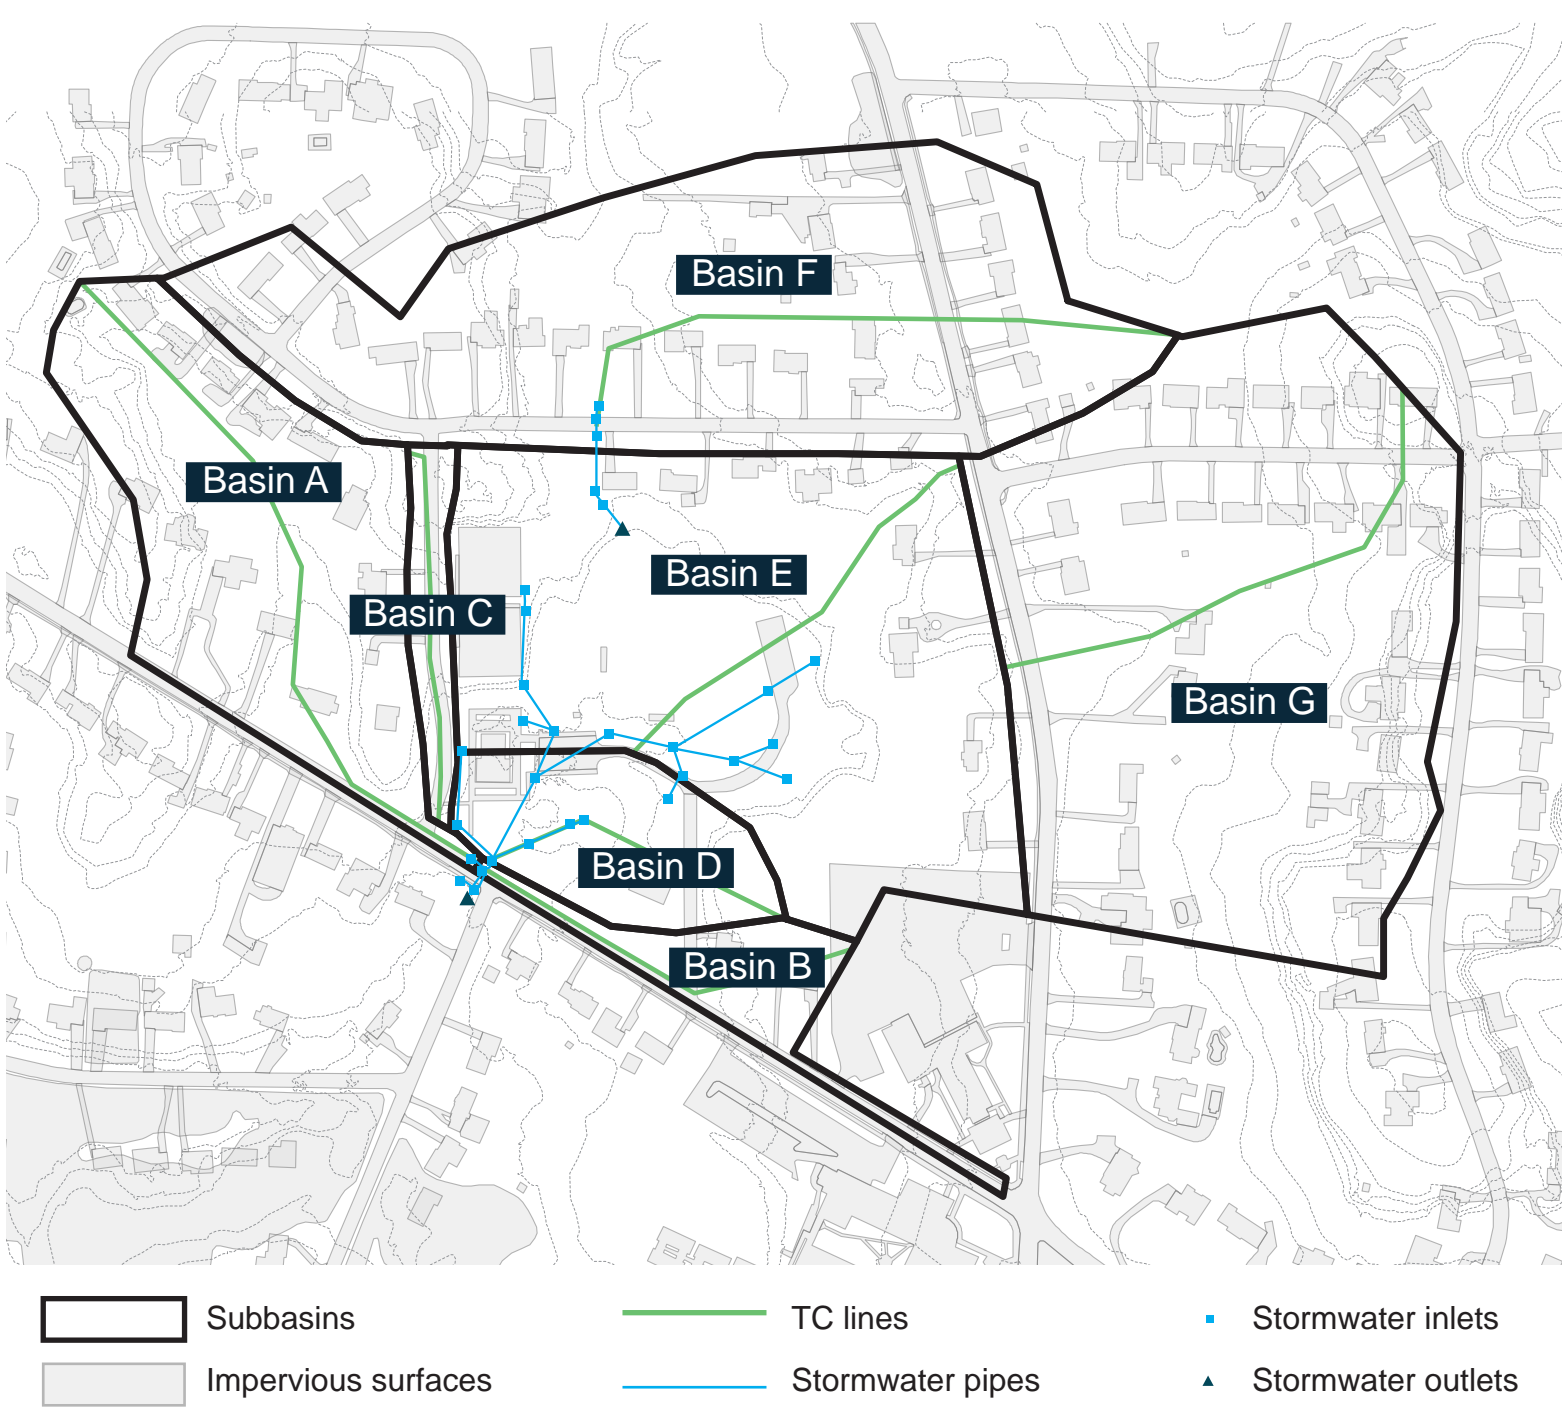 Basin F
Basin A
Basin E
Basin C
Basin G
Basin D
Basin B
Subbasins
TC lines
Stormwater inlets
Impervious surfaces
Stormwater pipes
Stormwater outlets